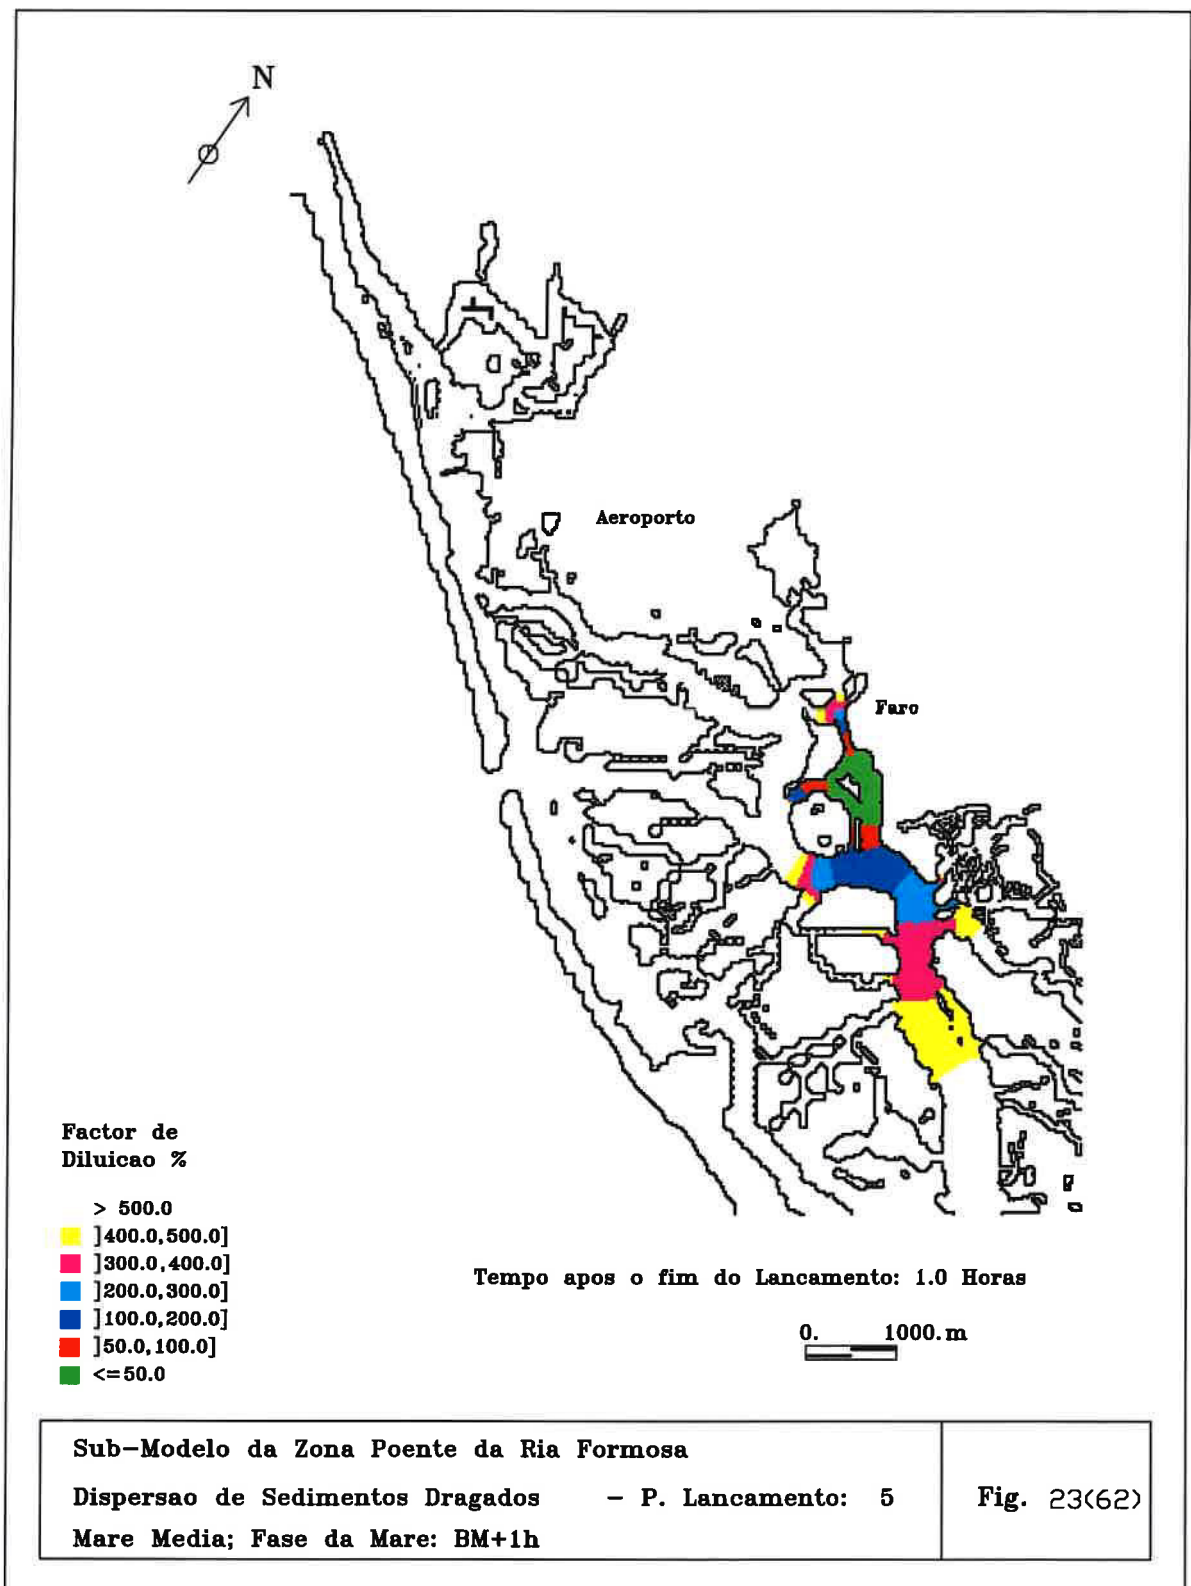 N
Aeroporto
Faro
Factor de
Diluicao %
> 500.0
]400.0,500.0]
]300.0,400.0]
]200.0,300.0]
]100.0,200.0]
]50.0,100.0]
<=50.0
Tempo apos o fim do Lancamento: 1.0 Horas
0. 1000. m
Sub-Modelo da Zona Poente da Ria Formosa
Dispersao de Sedimentos Dragados - P. Lancamento: 5
Mare Media; Fase da Mare: BM+1h
Fig. 23(62)